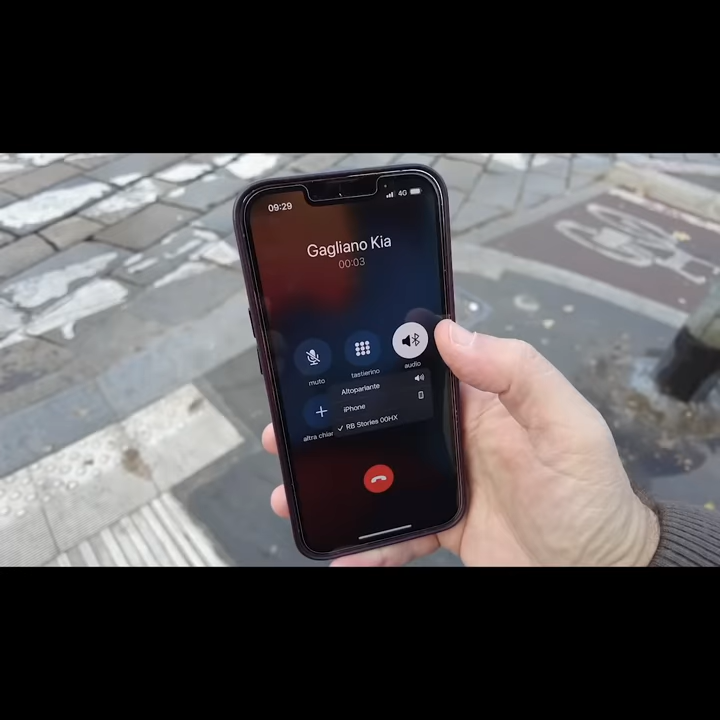 09:29
4G
Gagliano Kia
00:03
muto
tastierino
audio
Altoparlante
iPhone
✓ RB Stories 00HX
altra chiam